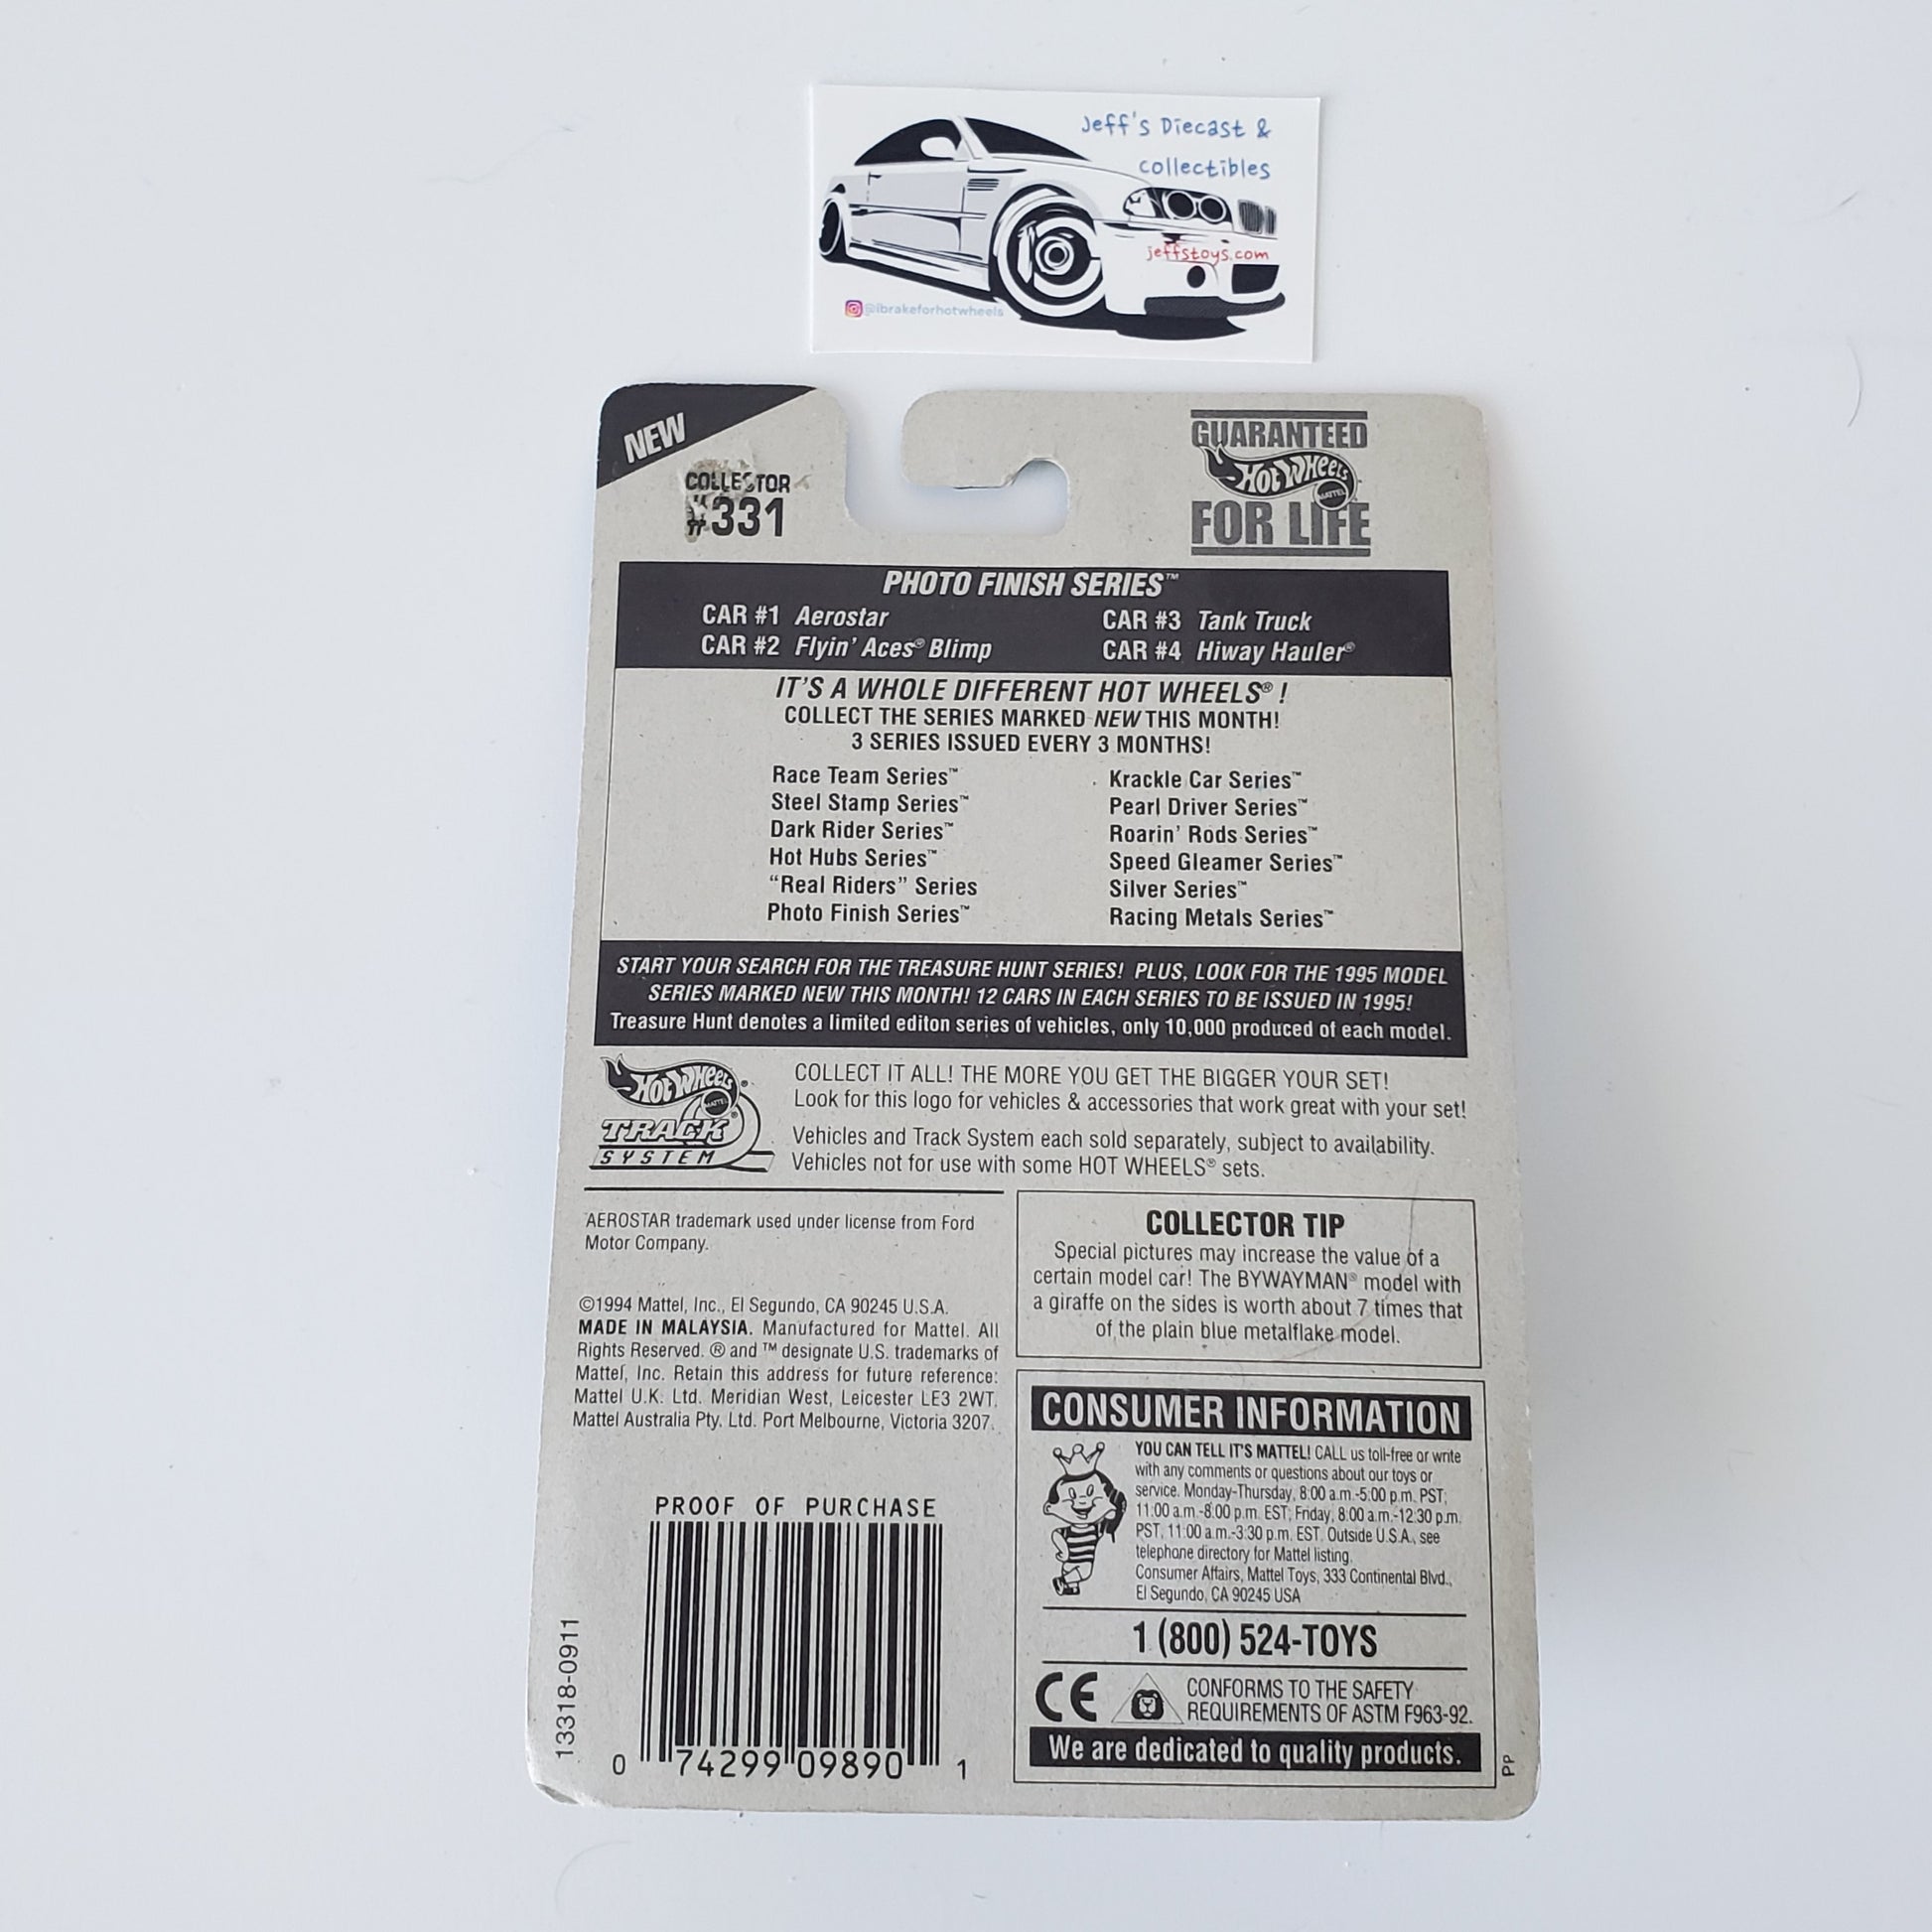 Jeff's Diecast &
collectibles
jeffstoys.com
@ibrakeforhotwheels
NEW
COLLECTOR
#331
GUARANTEED
HOT WHEELS
MATTEL
FOR LIFE
PHOTO FINISH SERIES™
CAR #1 Aerostar
CAR #2 Flyin' Aces® Blimp
CAR #3 Tank Truck
CAR #4 Hiway Hauler®
IT'S A WHOLE DIFFERENT HOT WHEELS® !
COLLECT THE SERIES MARKED NEW THIS MONTH!
3 SERIES ISSUED EVERY 3 MONTHS!
Race Team Series™
Steel Stamp Series™
Dark Rider Series™
Hot Hubs Series™
“Real Riders” Series
Photo Finish Series™
Krackle Car Series™
Pearl Driver Series™
Roarin' Rods Series™
Speed Gleamer Series™
Silver Series™
Racing Metals Series™
START YOUR SEARCH FOR THE TREASURE HUNT SERIES! PLUS, LOOK FOR THE 1995 MODEL
SERIES MARKED NEW THIS MONTH! 12 CARS IN EACH SERIES TO BE ISSUED IN 1995!
Treasure Hunt denotes a limited editon series of vehicles, only 10,000 produced of each model.
HOT WHEELS®
MATTEL
TRACK
SYSTEM
COLLECT IT ALL! THE MORE YOU GET THE BIGGER YOUR SET!
Look for this logo for vehicles & accessories that work great with your set!
Vehicles and Track System each sold separately, subject to availability.
Vehicles not for use with some HOT WHEELS® sets.
AEROSTAR trademark used under license from Ford
Motor Company.
©1994 Mattel, Inc., El Segundo, CA 90245 U.S.A.
MADE IN MALAYSIA. Manufactured for Mattel. All
Rights Reserved. ® and ™ designate U.S. trademarks of
Mattel, Inc. Retain this address for future reference:
Mattel U.K. Ltd. Meridian West, Leicester LE3 2WT.
Mattel Australia Pty. Ltd. Port Melbourne, Victoria 3207.
COLLECTOR TIP
Special pictures may increase the value of a
certain model car! The BYWAYMAN® model with
a giraffe on the sides is worth about 7 times that
of the plain blue metalflake model.
CONSUMER INFORMATION
YOU CAN TELL IT'S MATTEL! CALL us toll-free or write
with any comments or questions about our toys or
service. Monday-Thursday, 8:00 a.m.-5:00 p.m. PST;
11:00 a.m.-8:00 p.m. EST; Friday, 8:00 a.m.-12:30 p.m.
PST, 11:00 a.m.-3:30 p.m. EST. Outside U.S.A., see
telephone directory for Mattel listing.
Consumer Affairs, Mattel Toys, 333 Continental Blvd.,
El Segundo, CA 90245 USA
1 (800) 524-TOYS
CE
CONFORMS TO THE SAFETY
REQUIREMENTS OF ASTM F963-92.
We are dedicated to quality products.
PP
PROOF OF PURCHASE
0 74299 09890 1
13318-0911